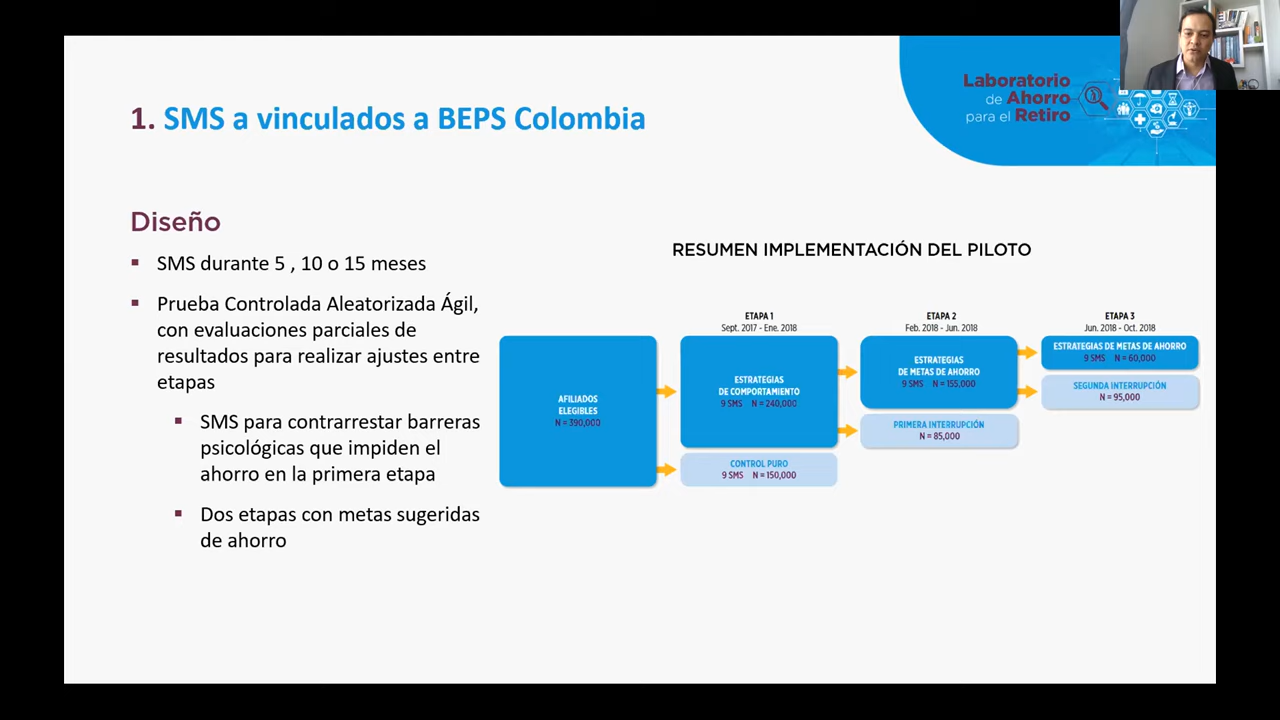 Laboratorio
de Ahorro
para el Retiro
1. SMS a vinculados a BEPS Colombia
Diseño
▪ SMS durante 5 , 10 o 15 meses
▪ Prueba Controlada Aleatorizada Ágil,
con evaluaciones parciales de
resultados para realizar ajustes entre
etapas
▪ SMS para contrarrestar barreras
psicológicas que impiden el
ahorro en la primera etapa
▪ Dos etapas con metas sugeridas
de ahorro
RESUMEN IMPLEMENTACIÓN DEL PILOTO
AFILIADOS
ELEGIBLES
N = 390,000
ETAPA 1
Sept. 2017 - Ene. 2018
ESTRATEGIAS
DE COMPORTAMIENTO
9 SMS N = 240,000
CONTROL PURO
9 SMS N = 150,000
ETAPA 2
Feb. 2018 - Jun. 2018
ESTRATEGIAS
DE METAS DE AHORRO
9 SMS N = 155,000
PRIMERA INTERRUPCIÓN
N = 85,000
ETAPA 3
Jun. 2018 - Oct. 2018
ESTRATEGIAS DE METAS DE AHORRO
9 SMS N = 60,000
SEGUNDA INTERRUPCIÓN
N = 95,000